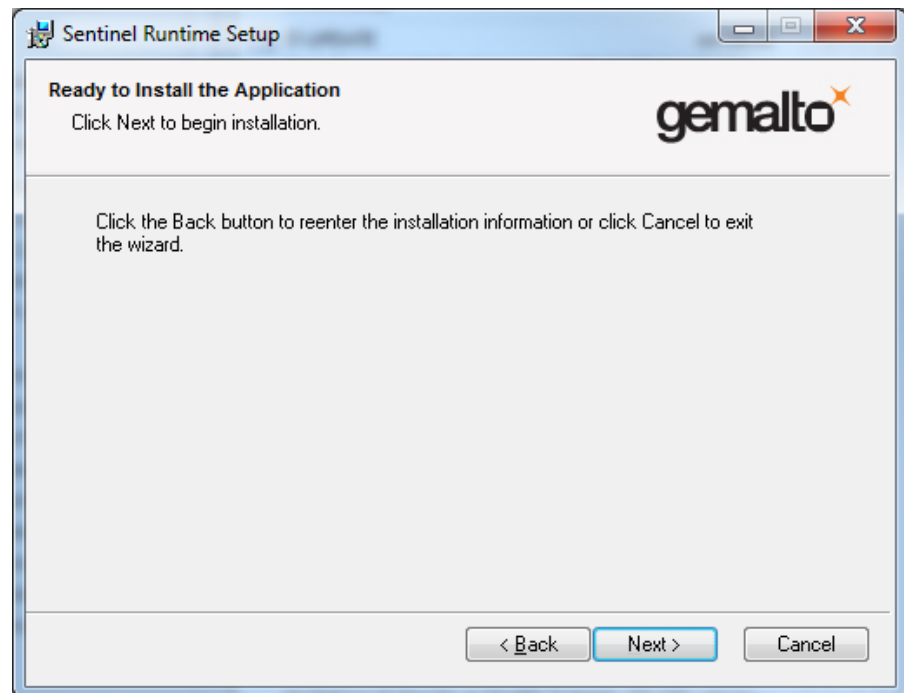 Sentinel Runtime Setup
Ready to Install the Application
Click Next to begin installation.
gemalto
Click the Back button to reenter the installation information or click Cancel to exit
the wizard.
< Back
Next >
Cancel